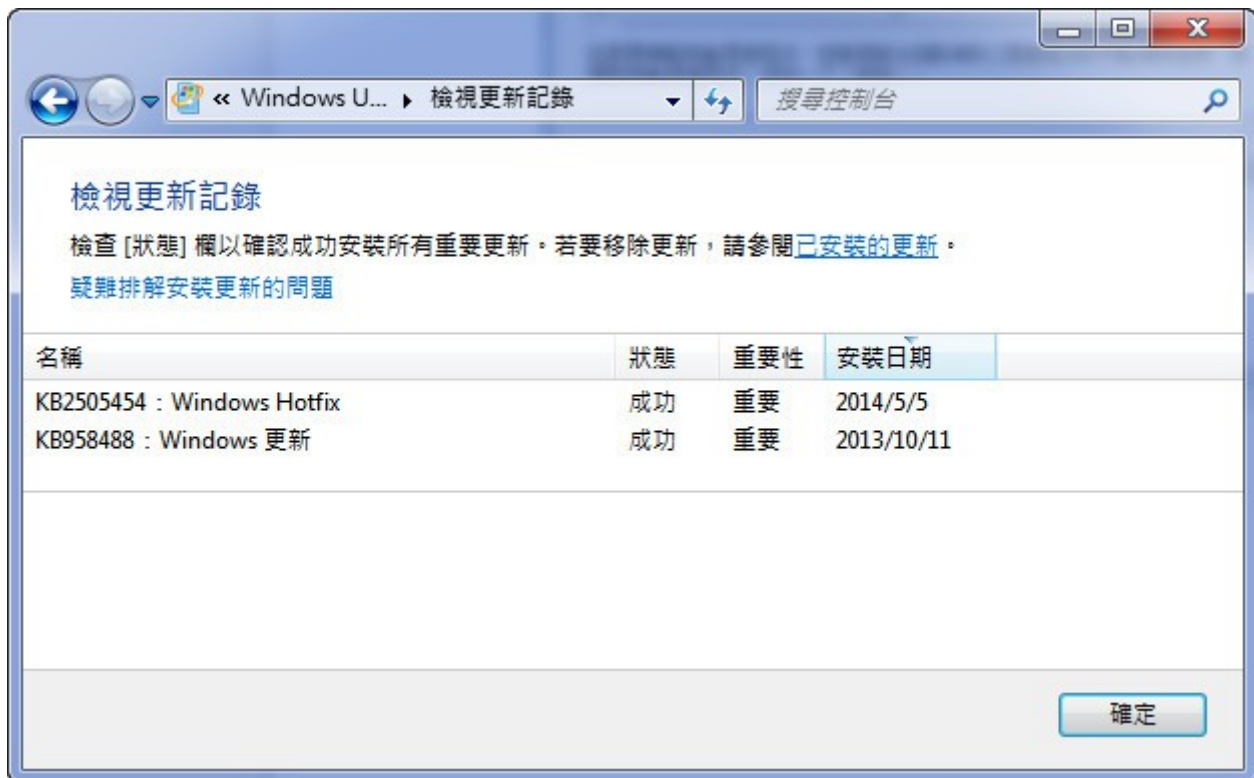 « Windows U... ▸ 檢視更新記錄
搜尋控制台
檢視更新記錄
檢查 [狀態] 欄以確認成功安裝所有重要更新。若要移除更新，請參閱已安裝的更新。
疑難排解安裝更新的問題
名稱 狀態 重要性 安裝日期
KB2505454：Windows Hotfix 成功 重要 2014/5/5
KB958488：Windows 更新 成功 重要 2013/10/11
確定